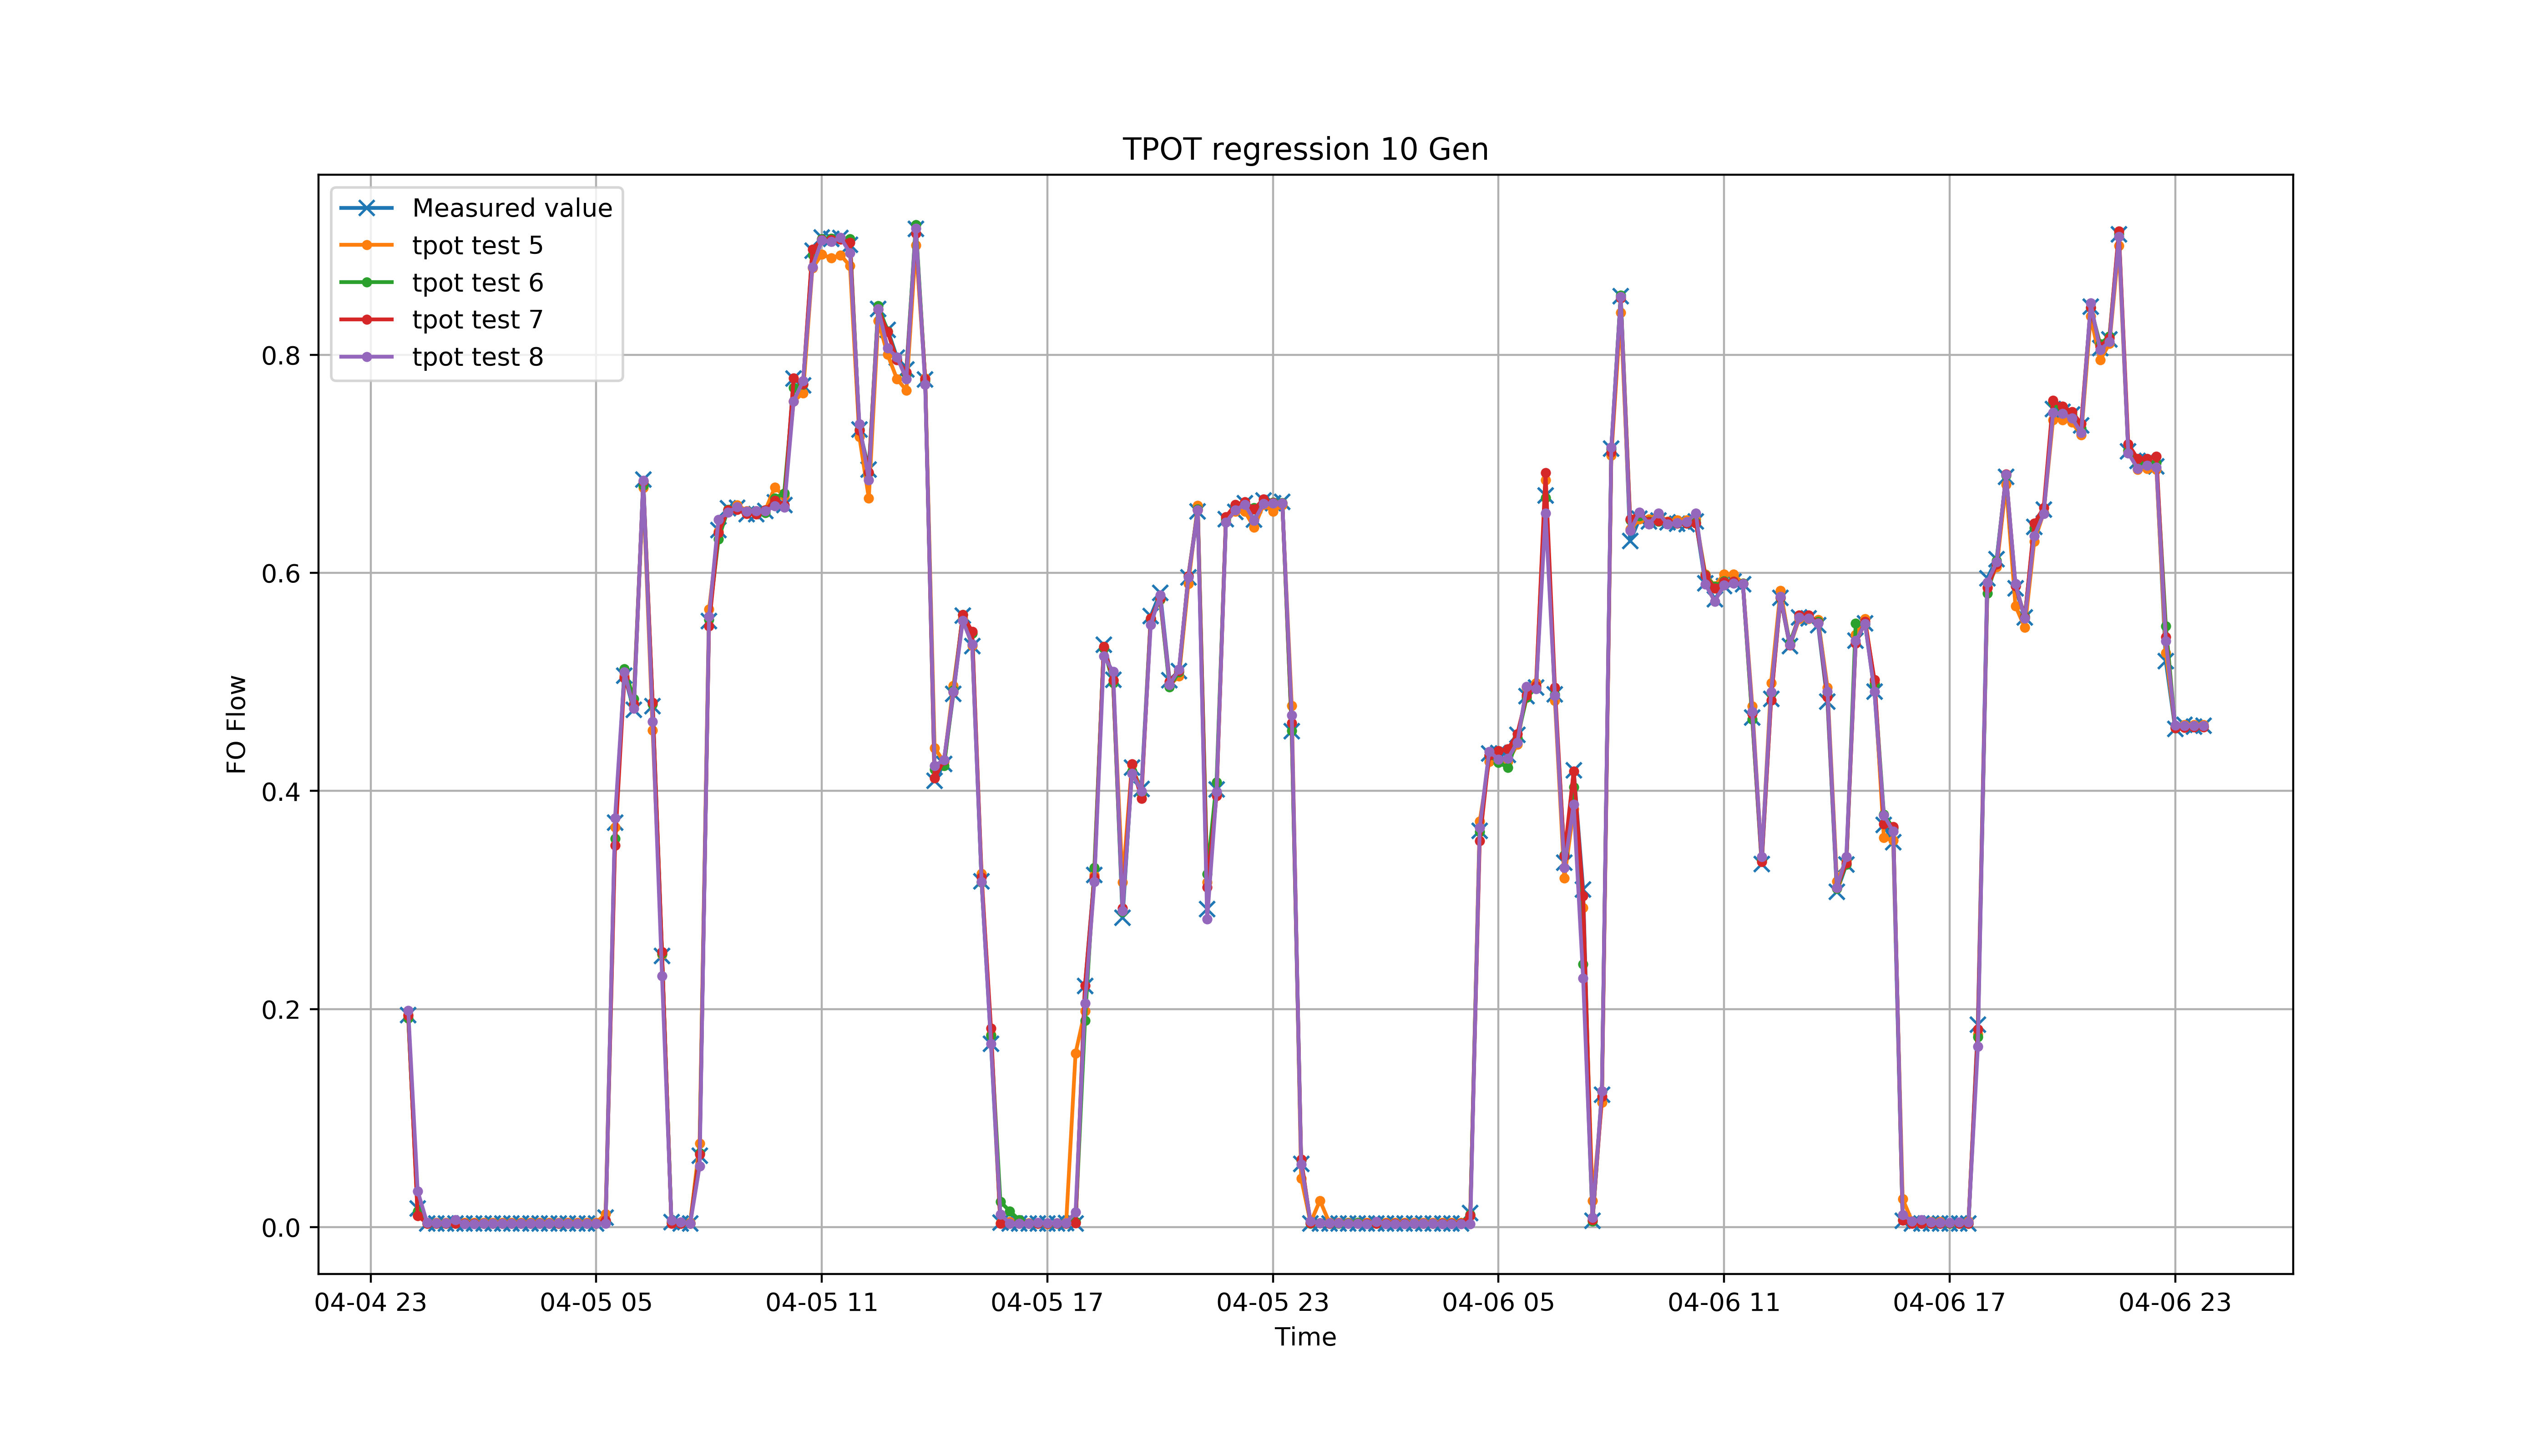 TPOT regression 10 Gen
Measured value
tpot test 5
tpot test 6
tpot test 7
tpot test 8
FO Flow
0.8
0.6
0.4
0.2
0.0
04-04 23
04-05 05
04-05 11
04-05 17
04-05 23
04-06 05
04-06 11
04-06 17
04-06 23
Time